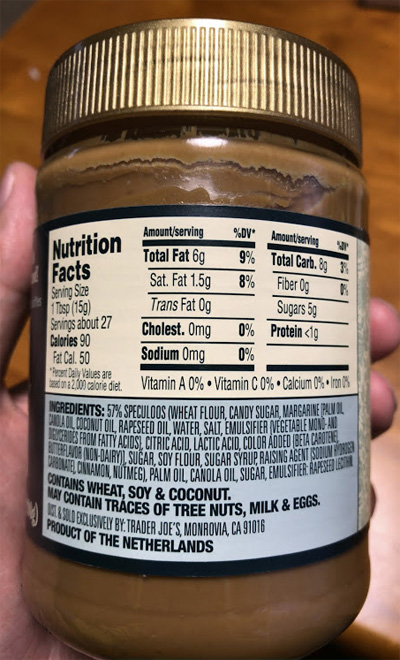 Nutrition
Facts
Serving Size
1 Tbsp (15g)
Servings about 27
Calories 90
Fat Cal. 50
*Percent Daily Values are
based on a 2,000 calorie diet.
Amount/serving %DV*
Total Fat 6g 9%
Sat. Fat 1.5g 8%
Trans Fat 0g
Cholest. 0mg 0%
Sodium 0mg 0%
Amount/serving %DV*
Total Carb. 8g 3%
Fiber 0g 0%
Sugars 5g
Protein <1g
Vitamin A 0% • Vitamin C 0% • Calcium 0% • Iron 0%
INGREDIENTS: 57% SPECULOOS (WHEAT FLOUR, CANDY SUGAR, MARGARINE [PALM OIL,
CANOLA OIL, COCONUT OIL, RAPESEED OIL, WATER, SALT, EMULSIFIER (VEGETABLE MONO- AND
DIGLYCERIDES FROM FATTY ACIDS), CITRIC ACID, LACTIC ACID, COLOR ADDED (BETA CAROTENE),
BUTTERFLAVOR (NON-DAIRY)], SUGAR, SOY FLOUR, SUGAR SYRUP, RAISING AGENT [SODIUM HYDROGEN
CARBONATE], CINNAMON, NUTMEG), PALM OIL, CANOLA OIL, SUGAR, EMULSIFIER: RAPESEED LECITHIN.
CONTAINS WHEAT, SOY & COCONUT.
MAY CONTAIN TRACES OF TREE NUTS, MILK & EGGS.
DIST. & SOLD EXCLUSIVELY BY: TRADER JOE'S, MONROVIA, CA 91016
PRODUCT OF THE NETHERLANDS